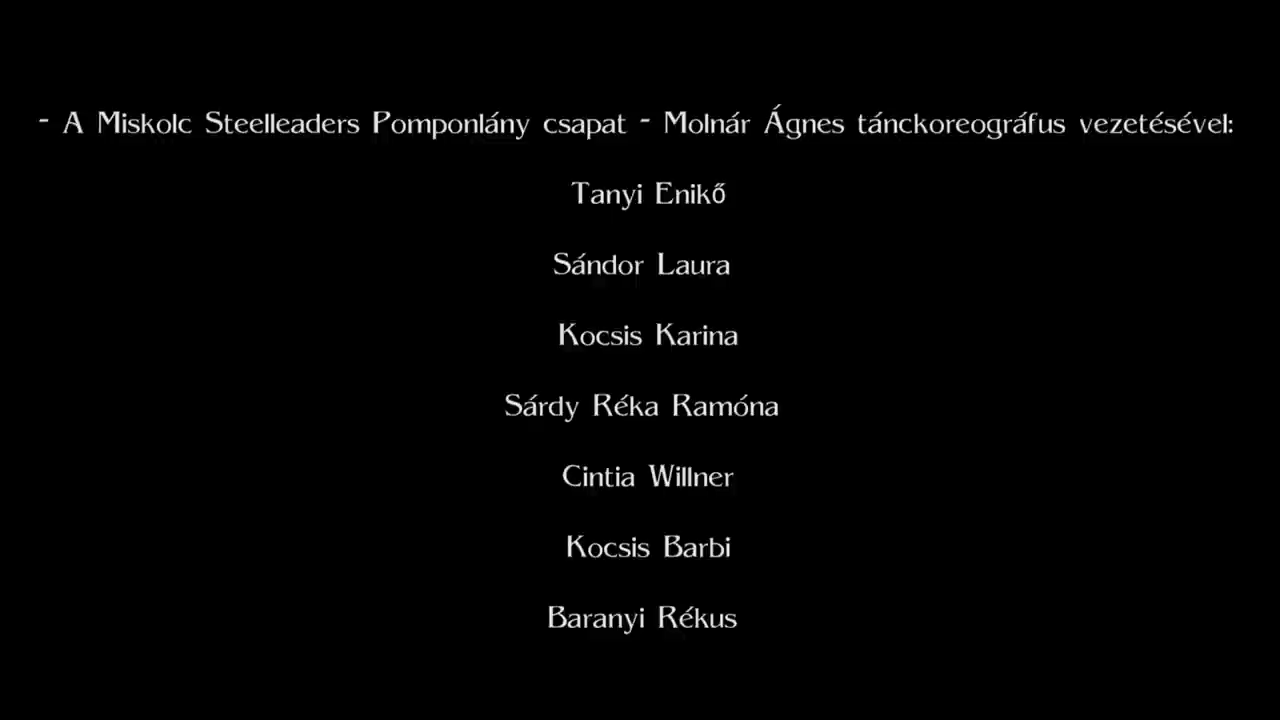 - A Miskolc Steelleaders Pomponlány csapat - Molnár Ágnes tánckoreográfus vezetésével:
Tanyi Enikő
Sándor Laura
Kocsis Karina
Sárdy Réka Ramóna
Cintia Willner
Kocsis Barbi
Baranyi Rékus